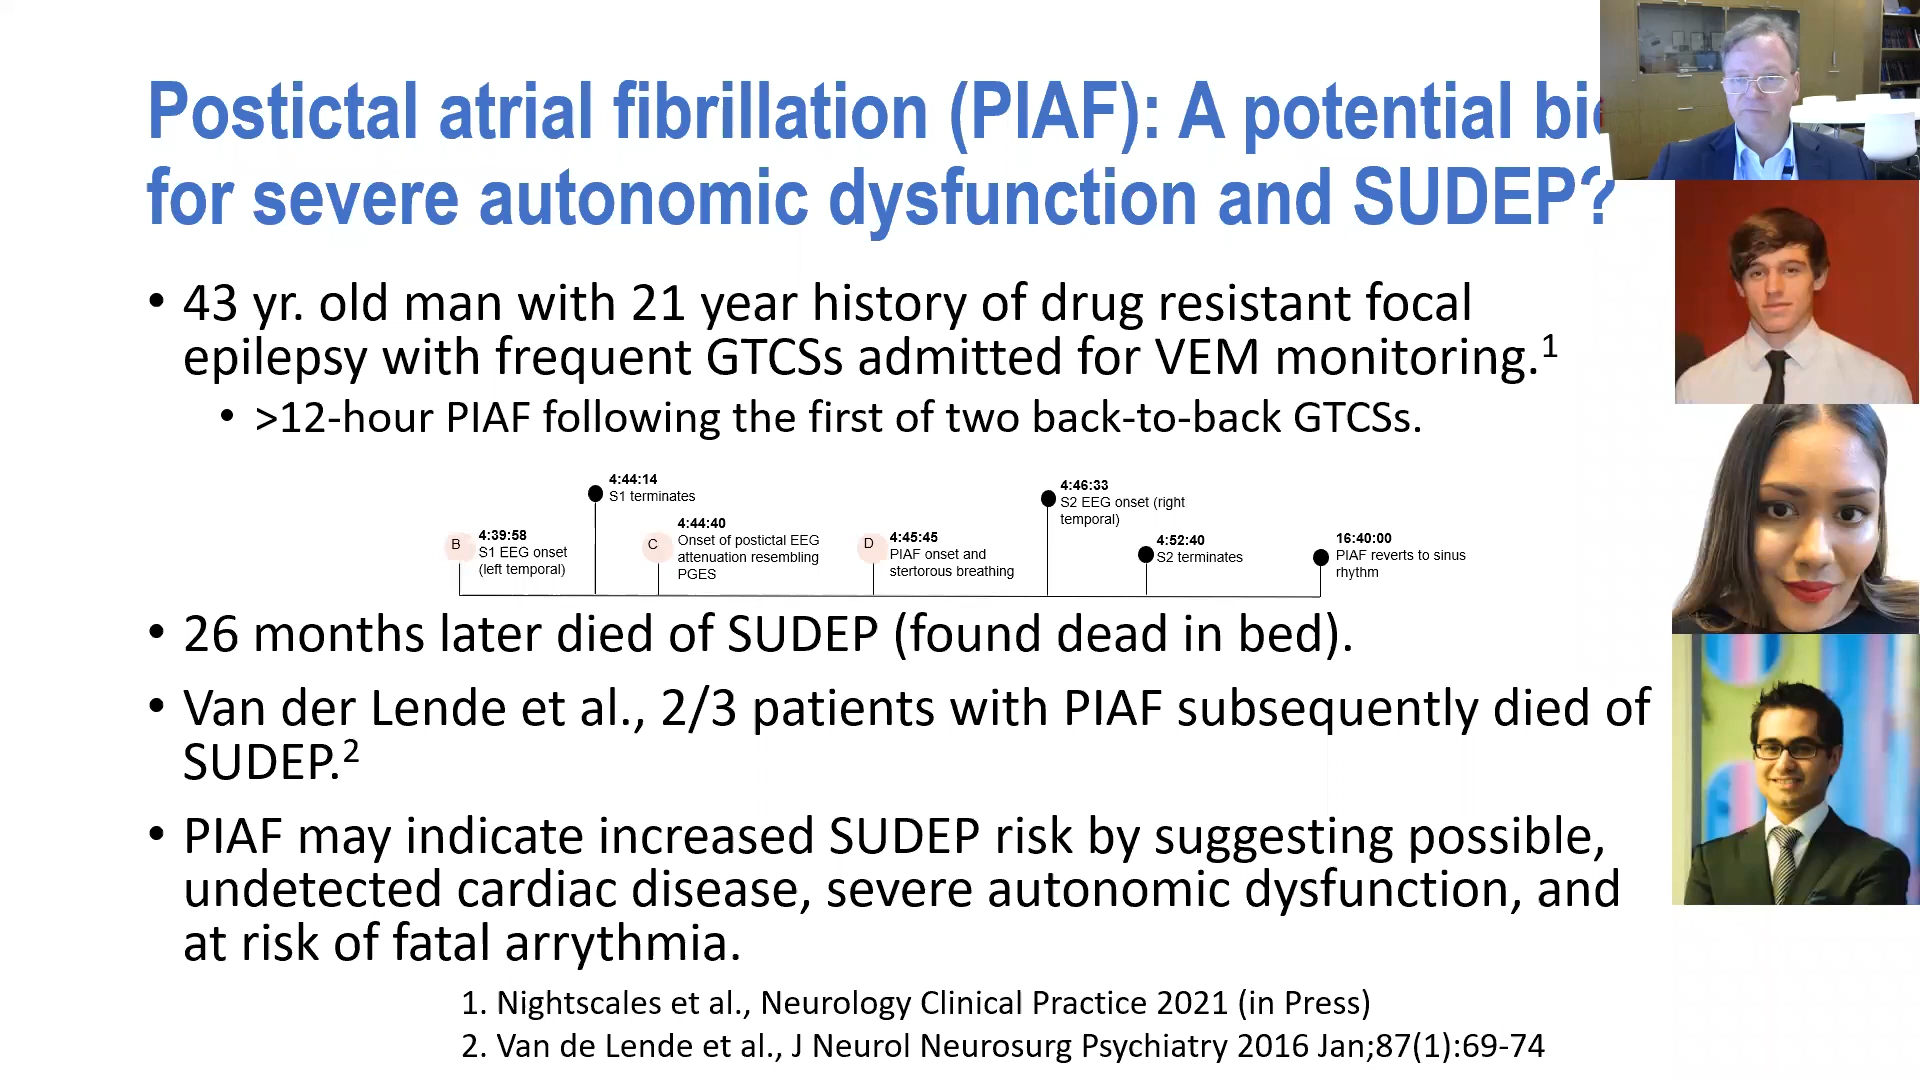 Postictal atrial fibrillation (PIAF): A potential
for severe autonomic dysfunction and SUDEP?
• 43 yr. old man with 21 year history of drug resistant focal
epilepsy with frequent GTCSs admitted for VEM monitoring.1
• >12-hour PIAF following the first of two back-to-back GTCSs.
B
4:39:58
S1 EEG onset
(left temporal)
4:44:14
S1 terminates
C
4:44:40
Onset of postictal EEG
attenuation resembling
PGES
D
4:45:45
PIAF onset and
stertorous breathing
4:46:33
S2 EEG onset (right
temporal)
4:52:40
S2 terminates
16:40:00
PIAF reverts to sinus
rhythm
• 26 months later died of SUDEP (found dead in bed).
• Van der Lende et al., 2/3 patients with PIAF subsequently died of
SUDEP.2
• PIAF may indicate increased SUDEP risk by suggesting possible,
undetected cardiac disease, severe autonomic dysfunction, and
at risk of fatal arrythmia.
1. Nightscales et al., Neurology Clinical Practice 2021 (in Press)
2. Van de Lende et al., J Neurol Neurosurg Psychiatry 2016 Jan;87(1):69-74